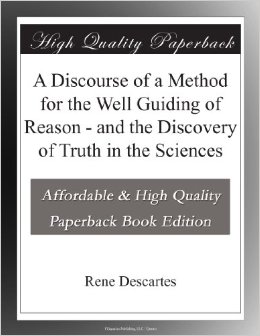 High Quality Paperback
A Discourse of a Method
for the Well Guiding of
Reason - and the Discovery
of Truth in the Sciences
Affordable & High Quality
Paperback Book Edition
Rene Descartes